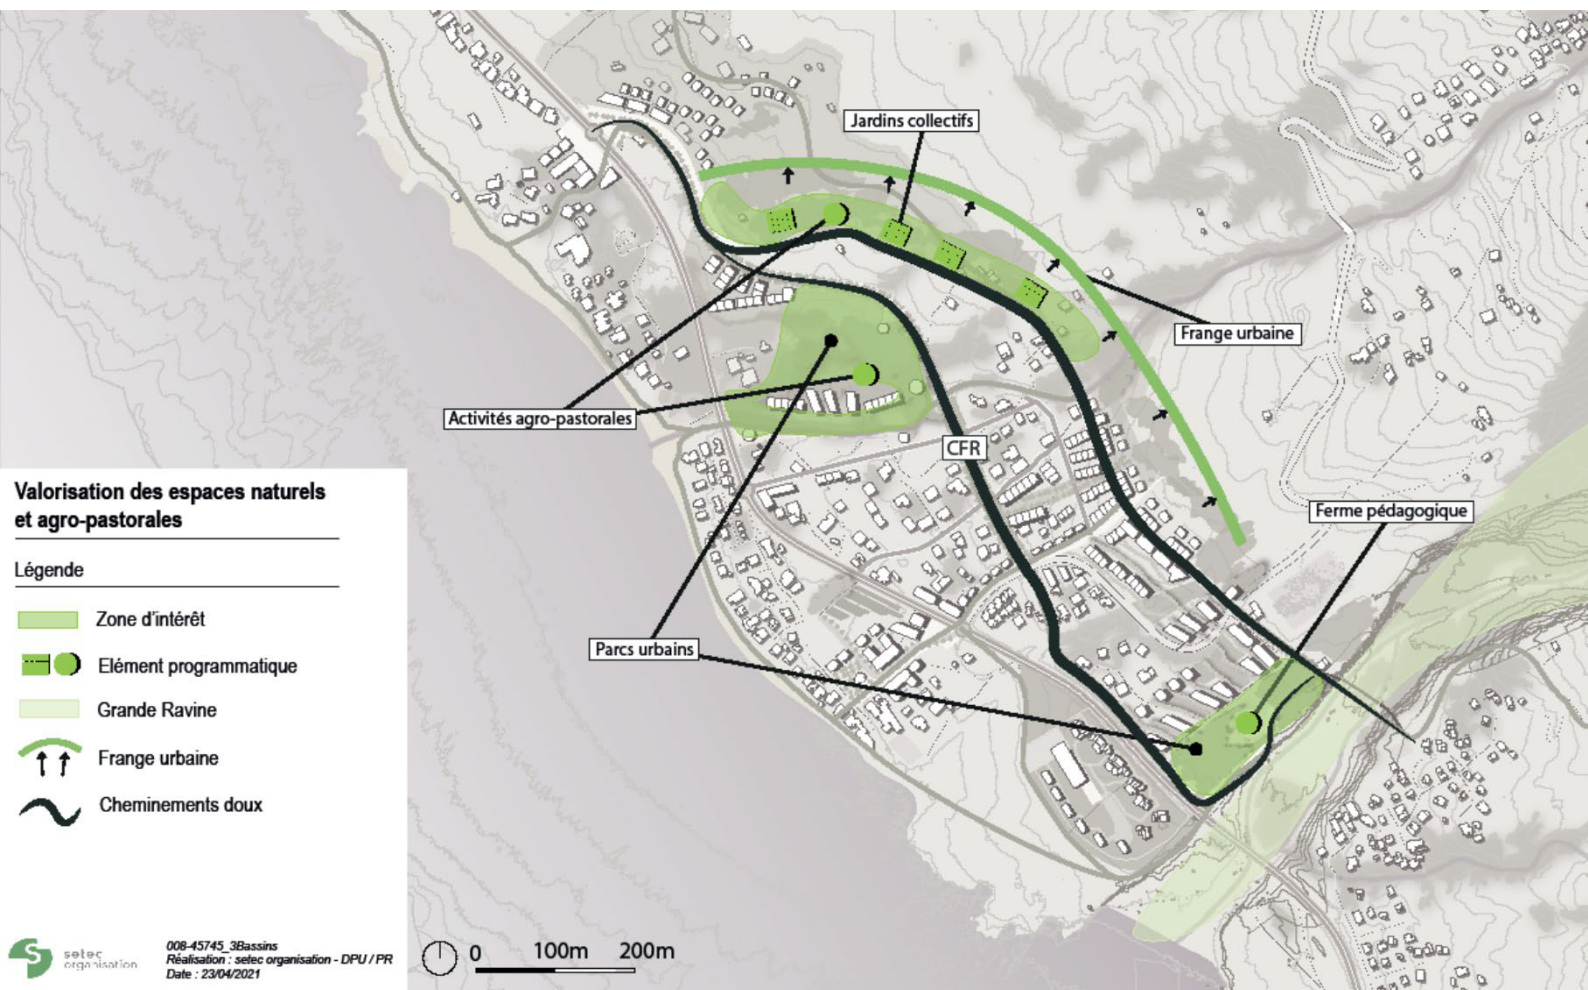 Jardins collectifs
Frange urbaine
Activités agro-pastorales
CFR
Ferme pédagogique
Parcs urbains
Valorisation des espaces naturels
et agro-pastorales
Légende
Zone d'intérêt
Elément programmatique
Grande Ravine
Frange urbaine
Cheminements doux
setec
organisation
008-45745_3Bassins
Réalisation : setec organisation - DPU / PR
Date : 23/04/2021
0 100m 200m